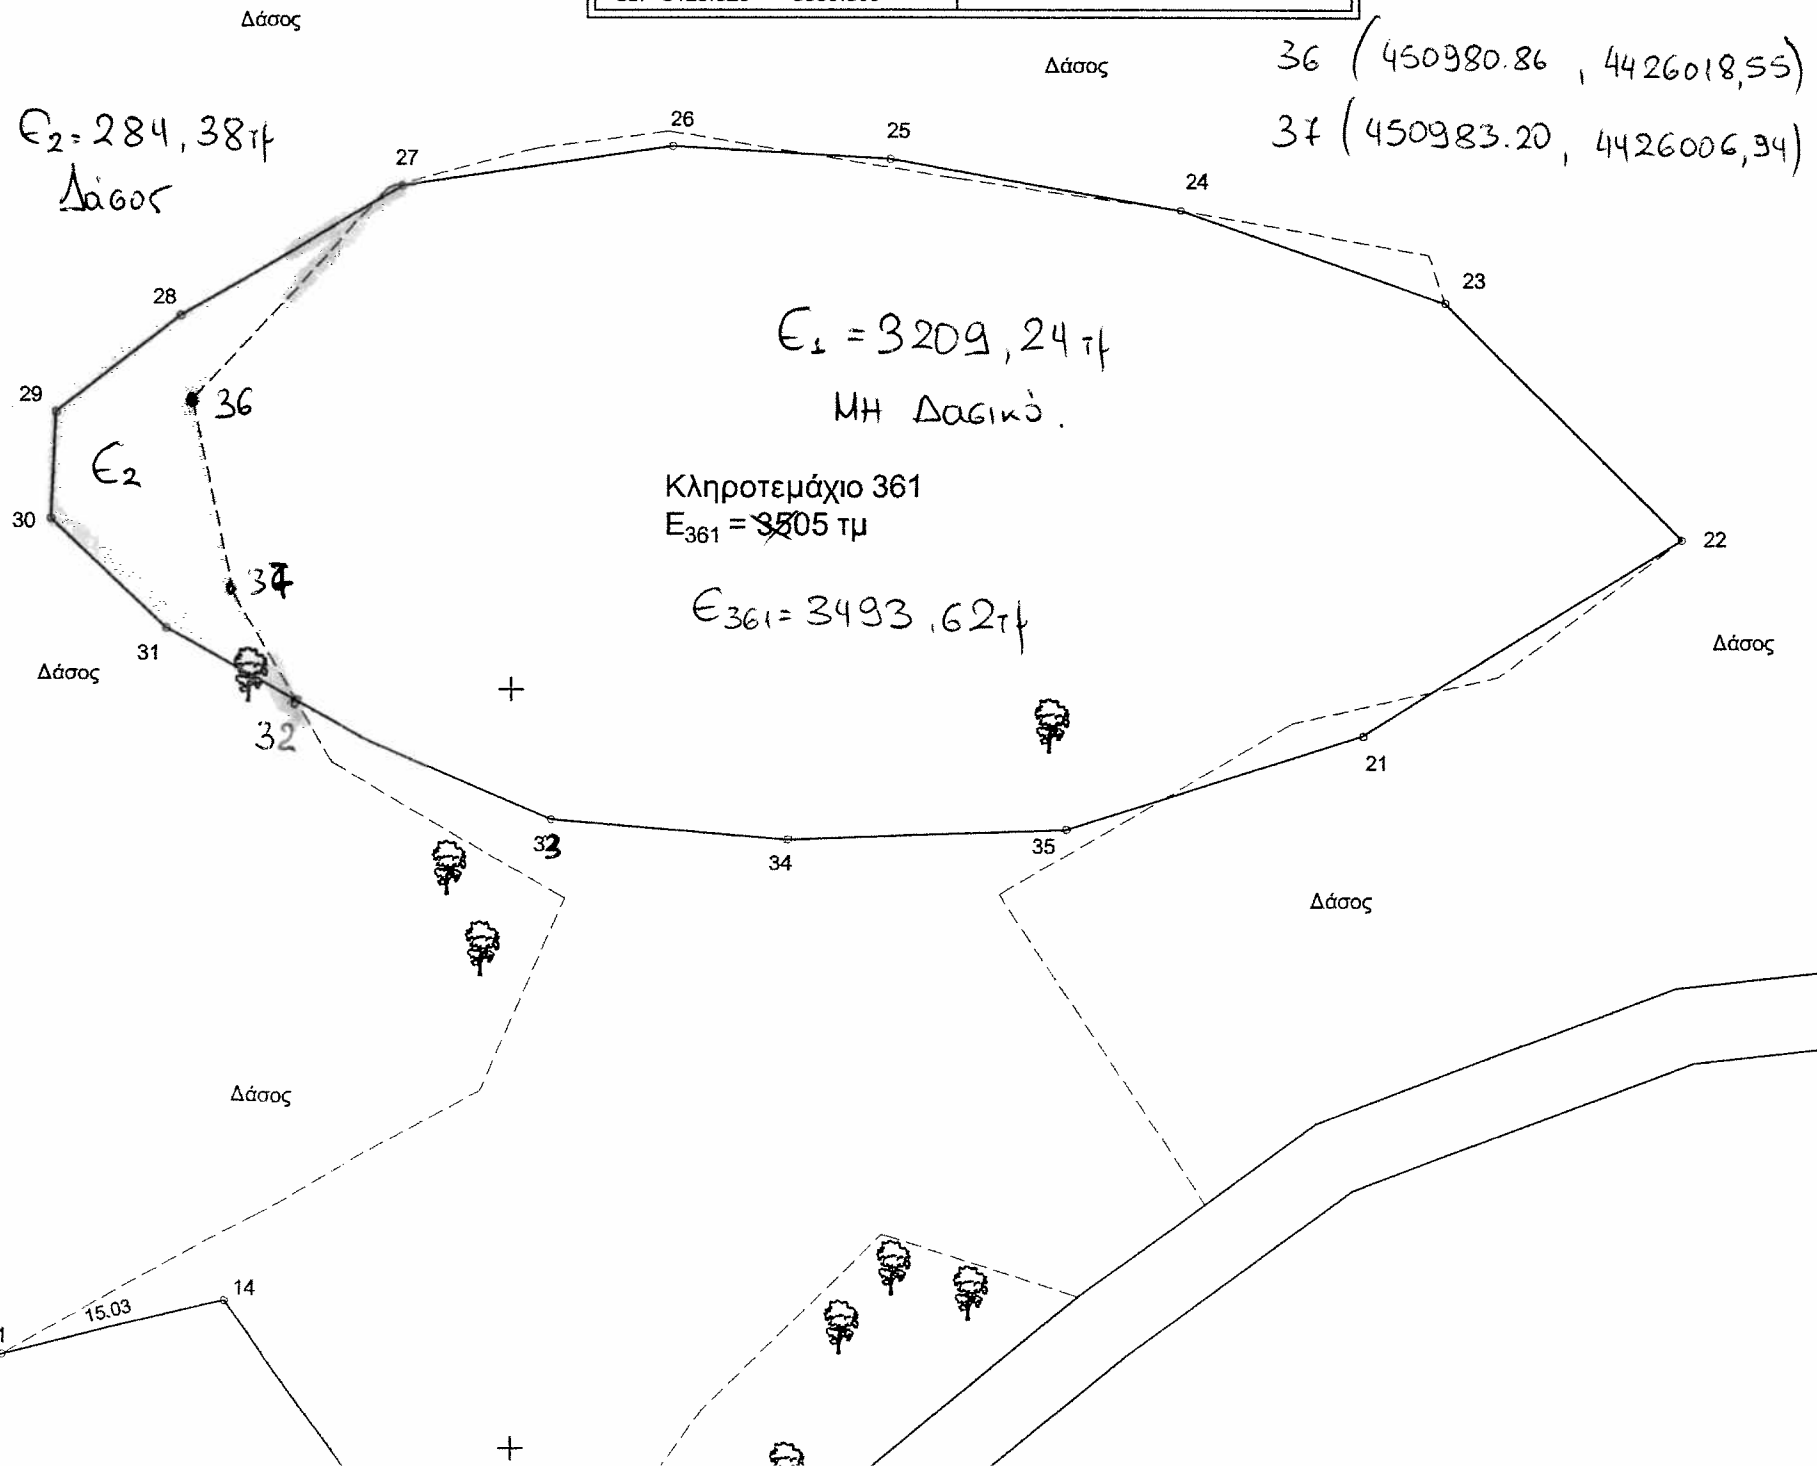 Δάσος
Δάσος
36 (450980.86 , 4426018,55)
37 (450983.20, 4426006,94)
Ε₂=284,38τμ
Δάσος
26
25
27
24
23
28
Ε₁ = 3209,24τμ
ΜΗ Δασικό.
29
36
Ε₂
Κληροτεμάχιο 361
Ε₃₆₁ = 3505 τμ
30
22
37
Ε₃₆₁= 3493,62τμ
31
Δάσος
Δάσος
32
21
33
34
35
Δάσος
Δάσος
14
15.03
1